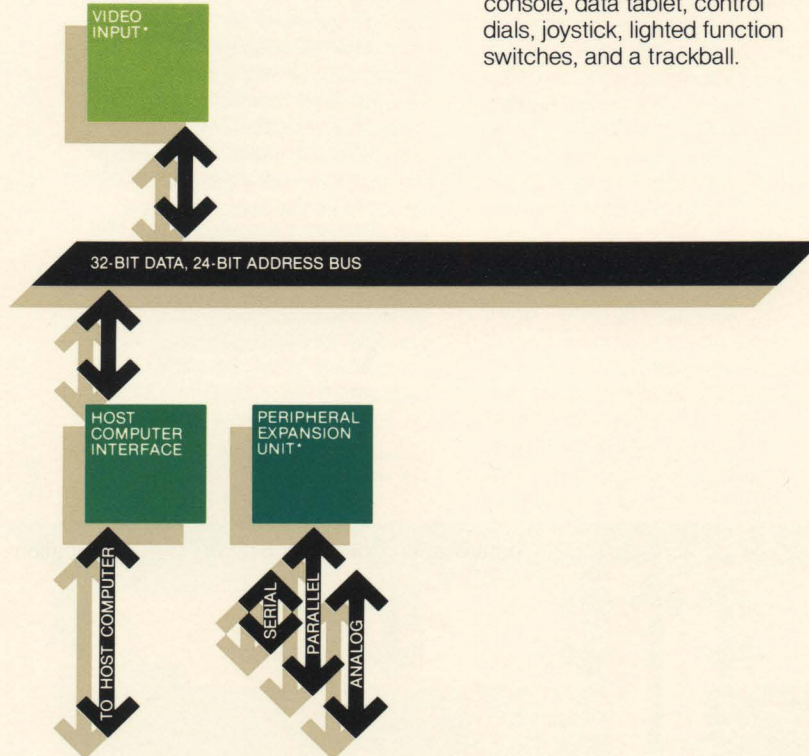 console, data tablet, control
dials, joystick, lighted function
switches, and a trackball.
VIDEO
INPUT*
32-BIT DATA, 24-BIT ADDRESS BUS
HOST
COMPUTER
INTERFACE
PERIPHERAL
EXPANSION
UNIT*
TO HOST COMPUTER
SERIAL
PARALLEL
ANALOG